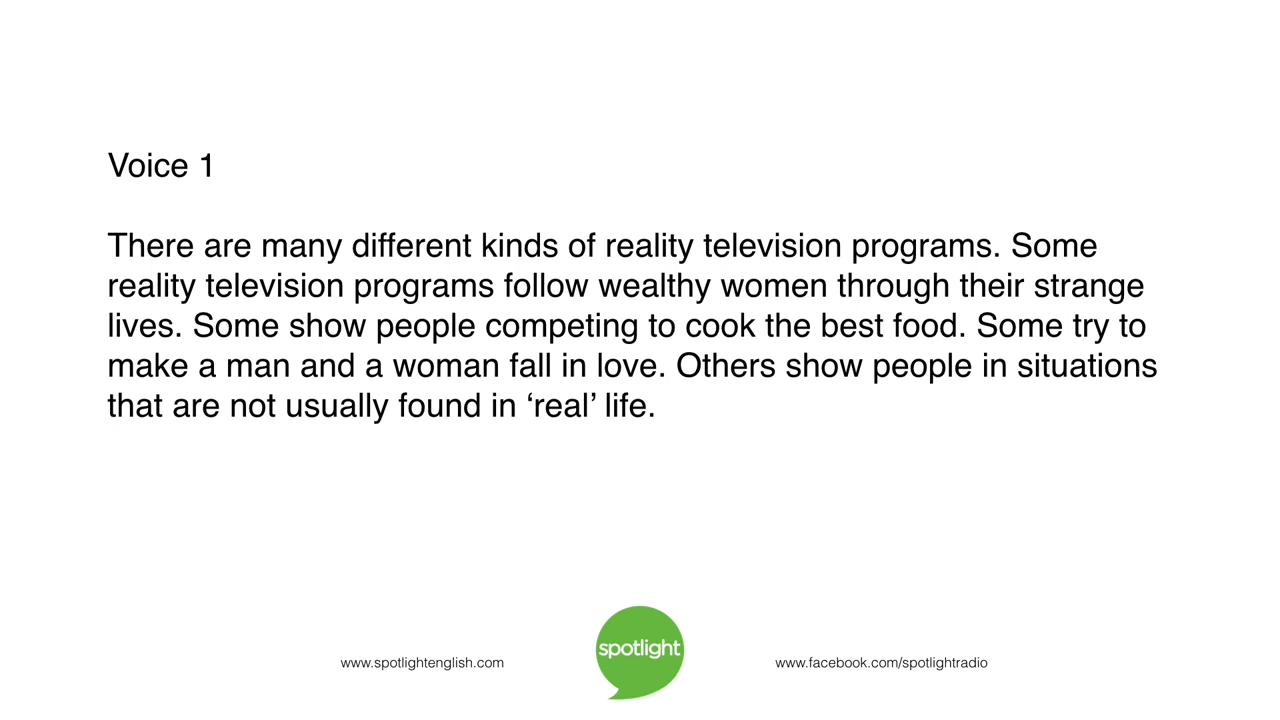 Voice 1
There are many different kinds of reality television programs. Some
reality television programs follow wealthy women through their strange
lives. Some show people competing to cook the best food. Some try to
make a man and a woman fall in love. Others show people in situations
that are not usually found in ‘real’ life.
www.spotlightenglish.com
spotlight
www.facebook.com/spotlightradio